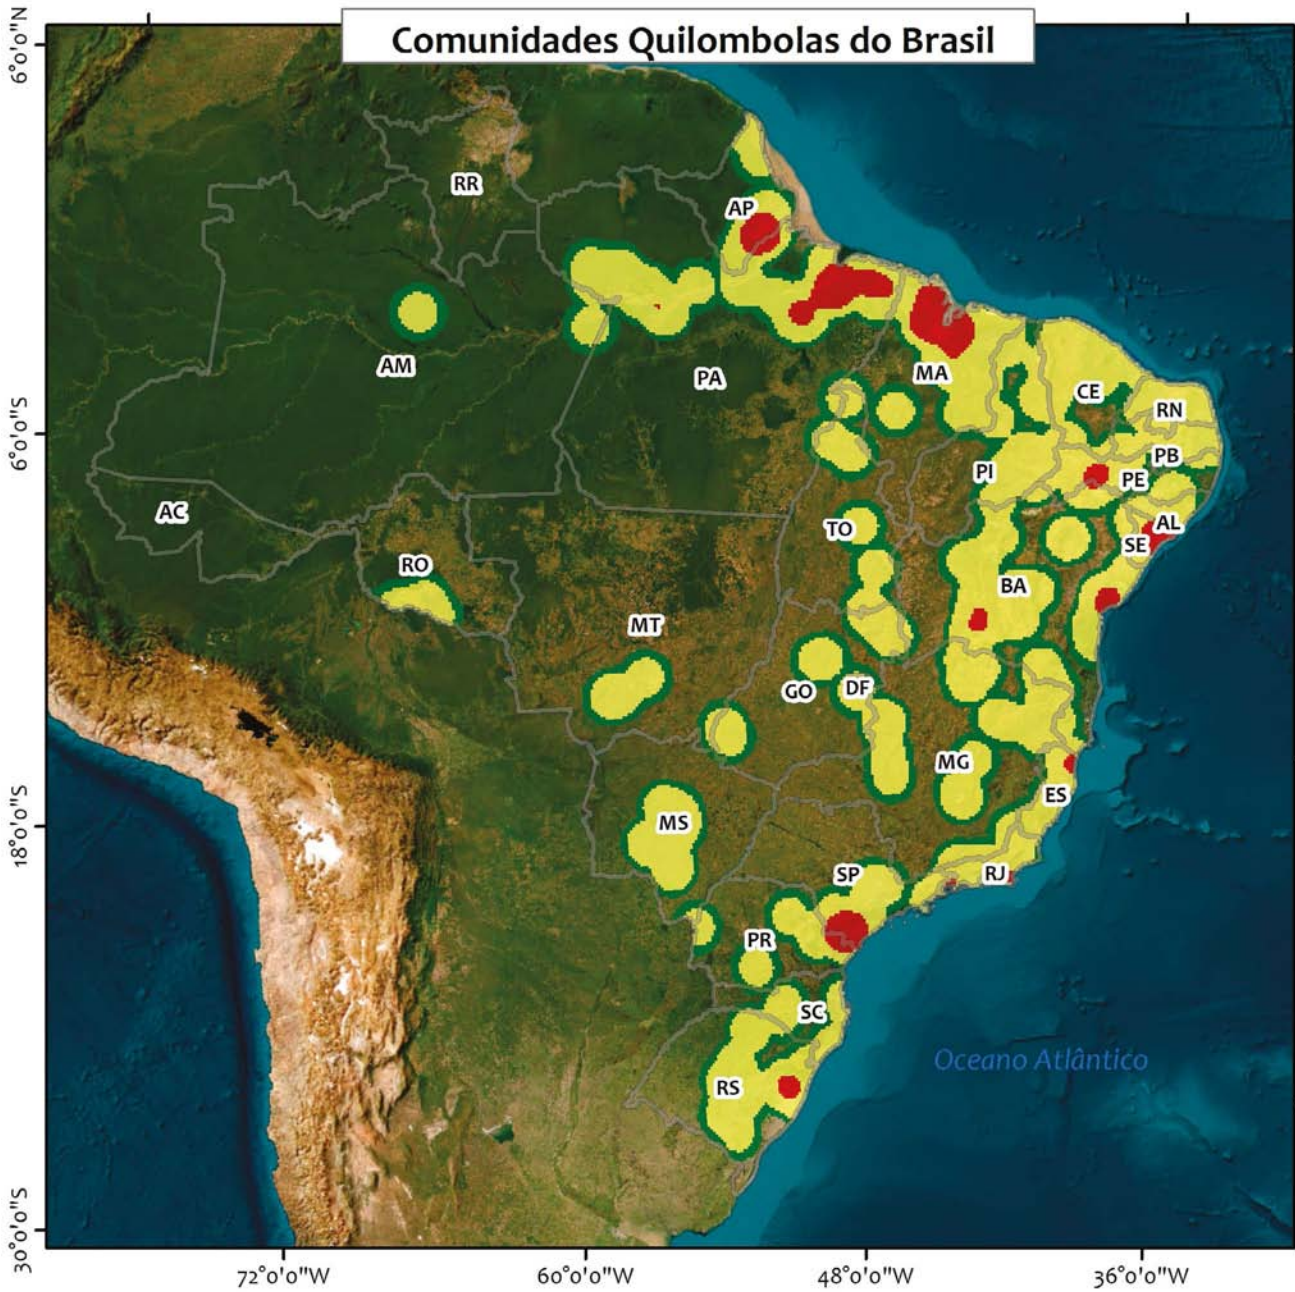 Comunidades Quilombolas do Brasil
6°0'0"N
RR
AP
AM
PA
MA
CE
RN
6°0'0"S
PI
PB
PE
AC
TO
AL
SE
RO
BA
MT
GO
DF
MG
ES
18°0'0"S
MS
SP
RJ
PR
SC
Oceano Atlântico
RS
30°0'0"S
72°0'0"W
60°0'0"W
48°0'0"W
36°0'0"W